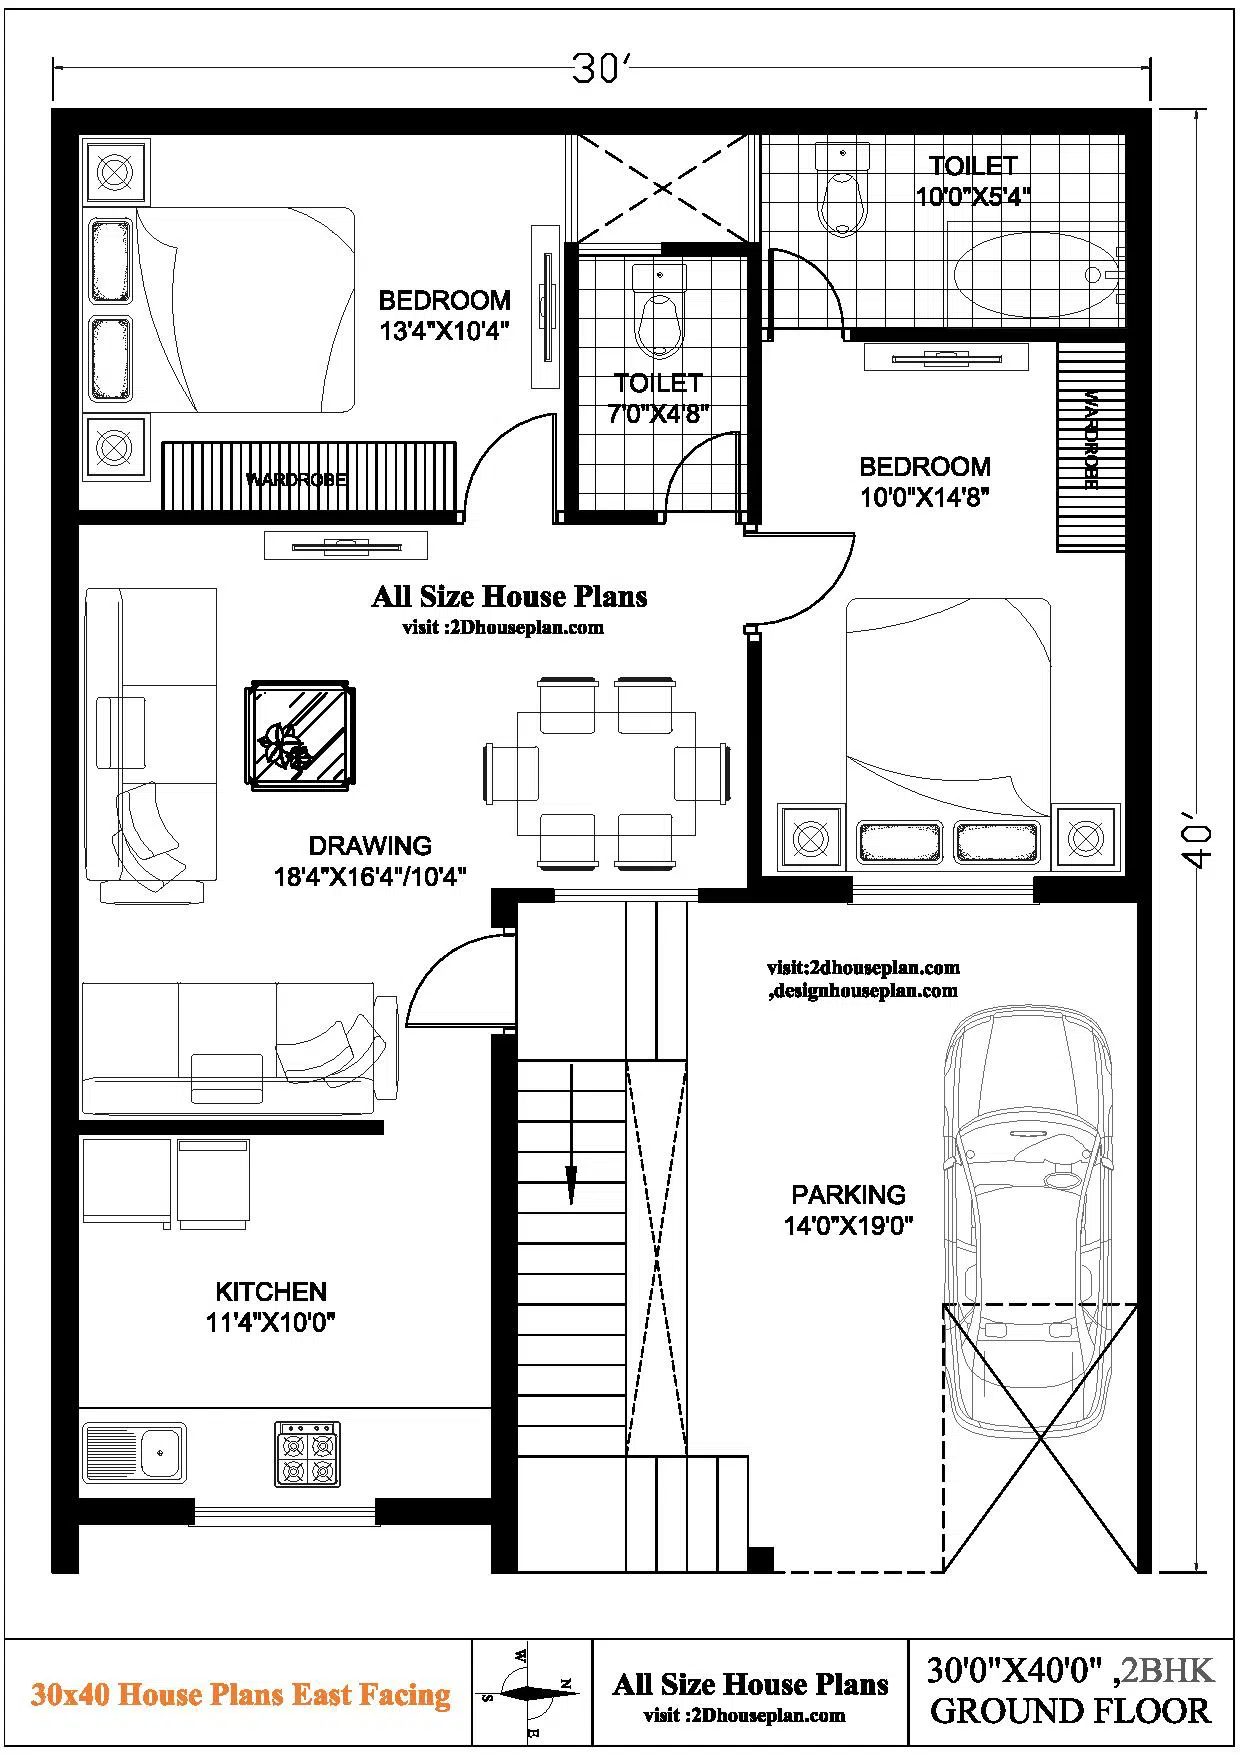 30'
TOILET
10'0"X5'4"
BEDROOM
13'4"X10'4"
TOILET
7'0"X4'8"
WARDROBE
BEDROOM
10'0"X14'8"
WARDROBE
All Size House Plans
visit :2Dhouseplan.com
DRAWING
18'4"X16'4"/10'4"
40'
visit:2dhouseplan.com
,designhouseplan.com
PARKING
14'0"X19'0"
KITCHEN
11'4"X10'0"
30x40 House Plans East Facing
W
N
S
E
All Size House Plans
visit :2Dhouseplan.com
30'0"X40'0" ,2BHK
GROUND FLOOR